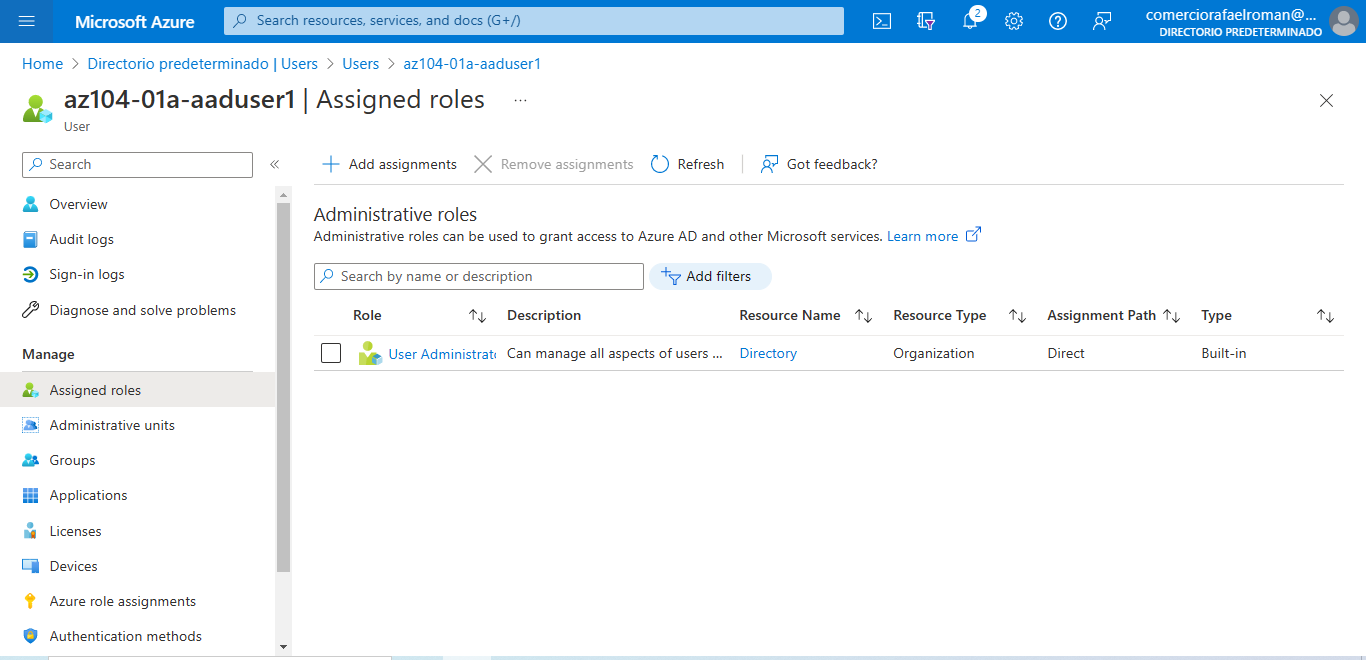 Microsoft Azure
Search resources, services, and docs (G+/)
2
comerciorafaelroman@...
DIRECTORIO PREDETERMINADO
Home > Directorio predeterminado | Users > Users > az104-01a-aaduser1
az104-01a-aaduser1 | Assigned roles ...
User
Search
«
Add assignments
Remove assignments
Refresh
Got feedback?
Overview
Audit logs
Sign-in logs
Diagnose and solve problems
Manage
Assigned roles
Administrative units
Groups
Applications
Licenses
Devices
Azure role assignments
Authentication methods
Administrative roles
Administrative roles can be used to grant access to Azure AD and other Microsoft services. Learn more
Search by name or description
Add filters
Role Description Resource Name Resource Type Assignment Path Type
User Administrato Can manage all aspects of users ... Directory Organization Direct Built-in